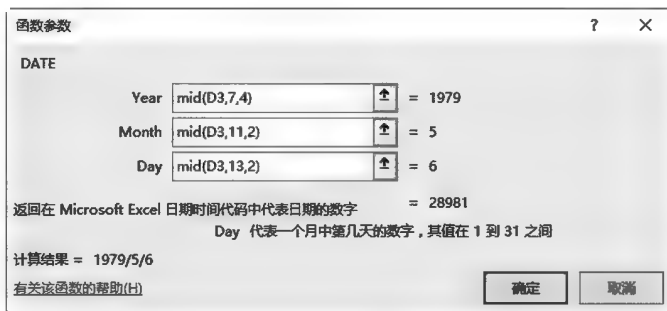 函数参数 ? ×
DATE
Year mid(D3,7,4) = 1979
Month mid(D3,11,2) = 5
Day mid(D3,13,2) = 6
= 28981
返回在 Microsoft Excel 日期时间代码中代表日期的数字
Day 代表一个月中第几天的数字，其值在 1 到 31 之间
计算结果 = 1979/5/6
有关该函数的帮助(H) 确定 取消